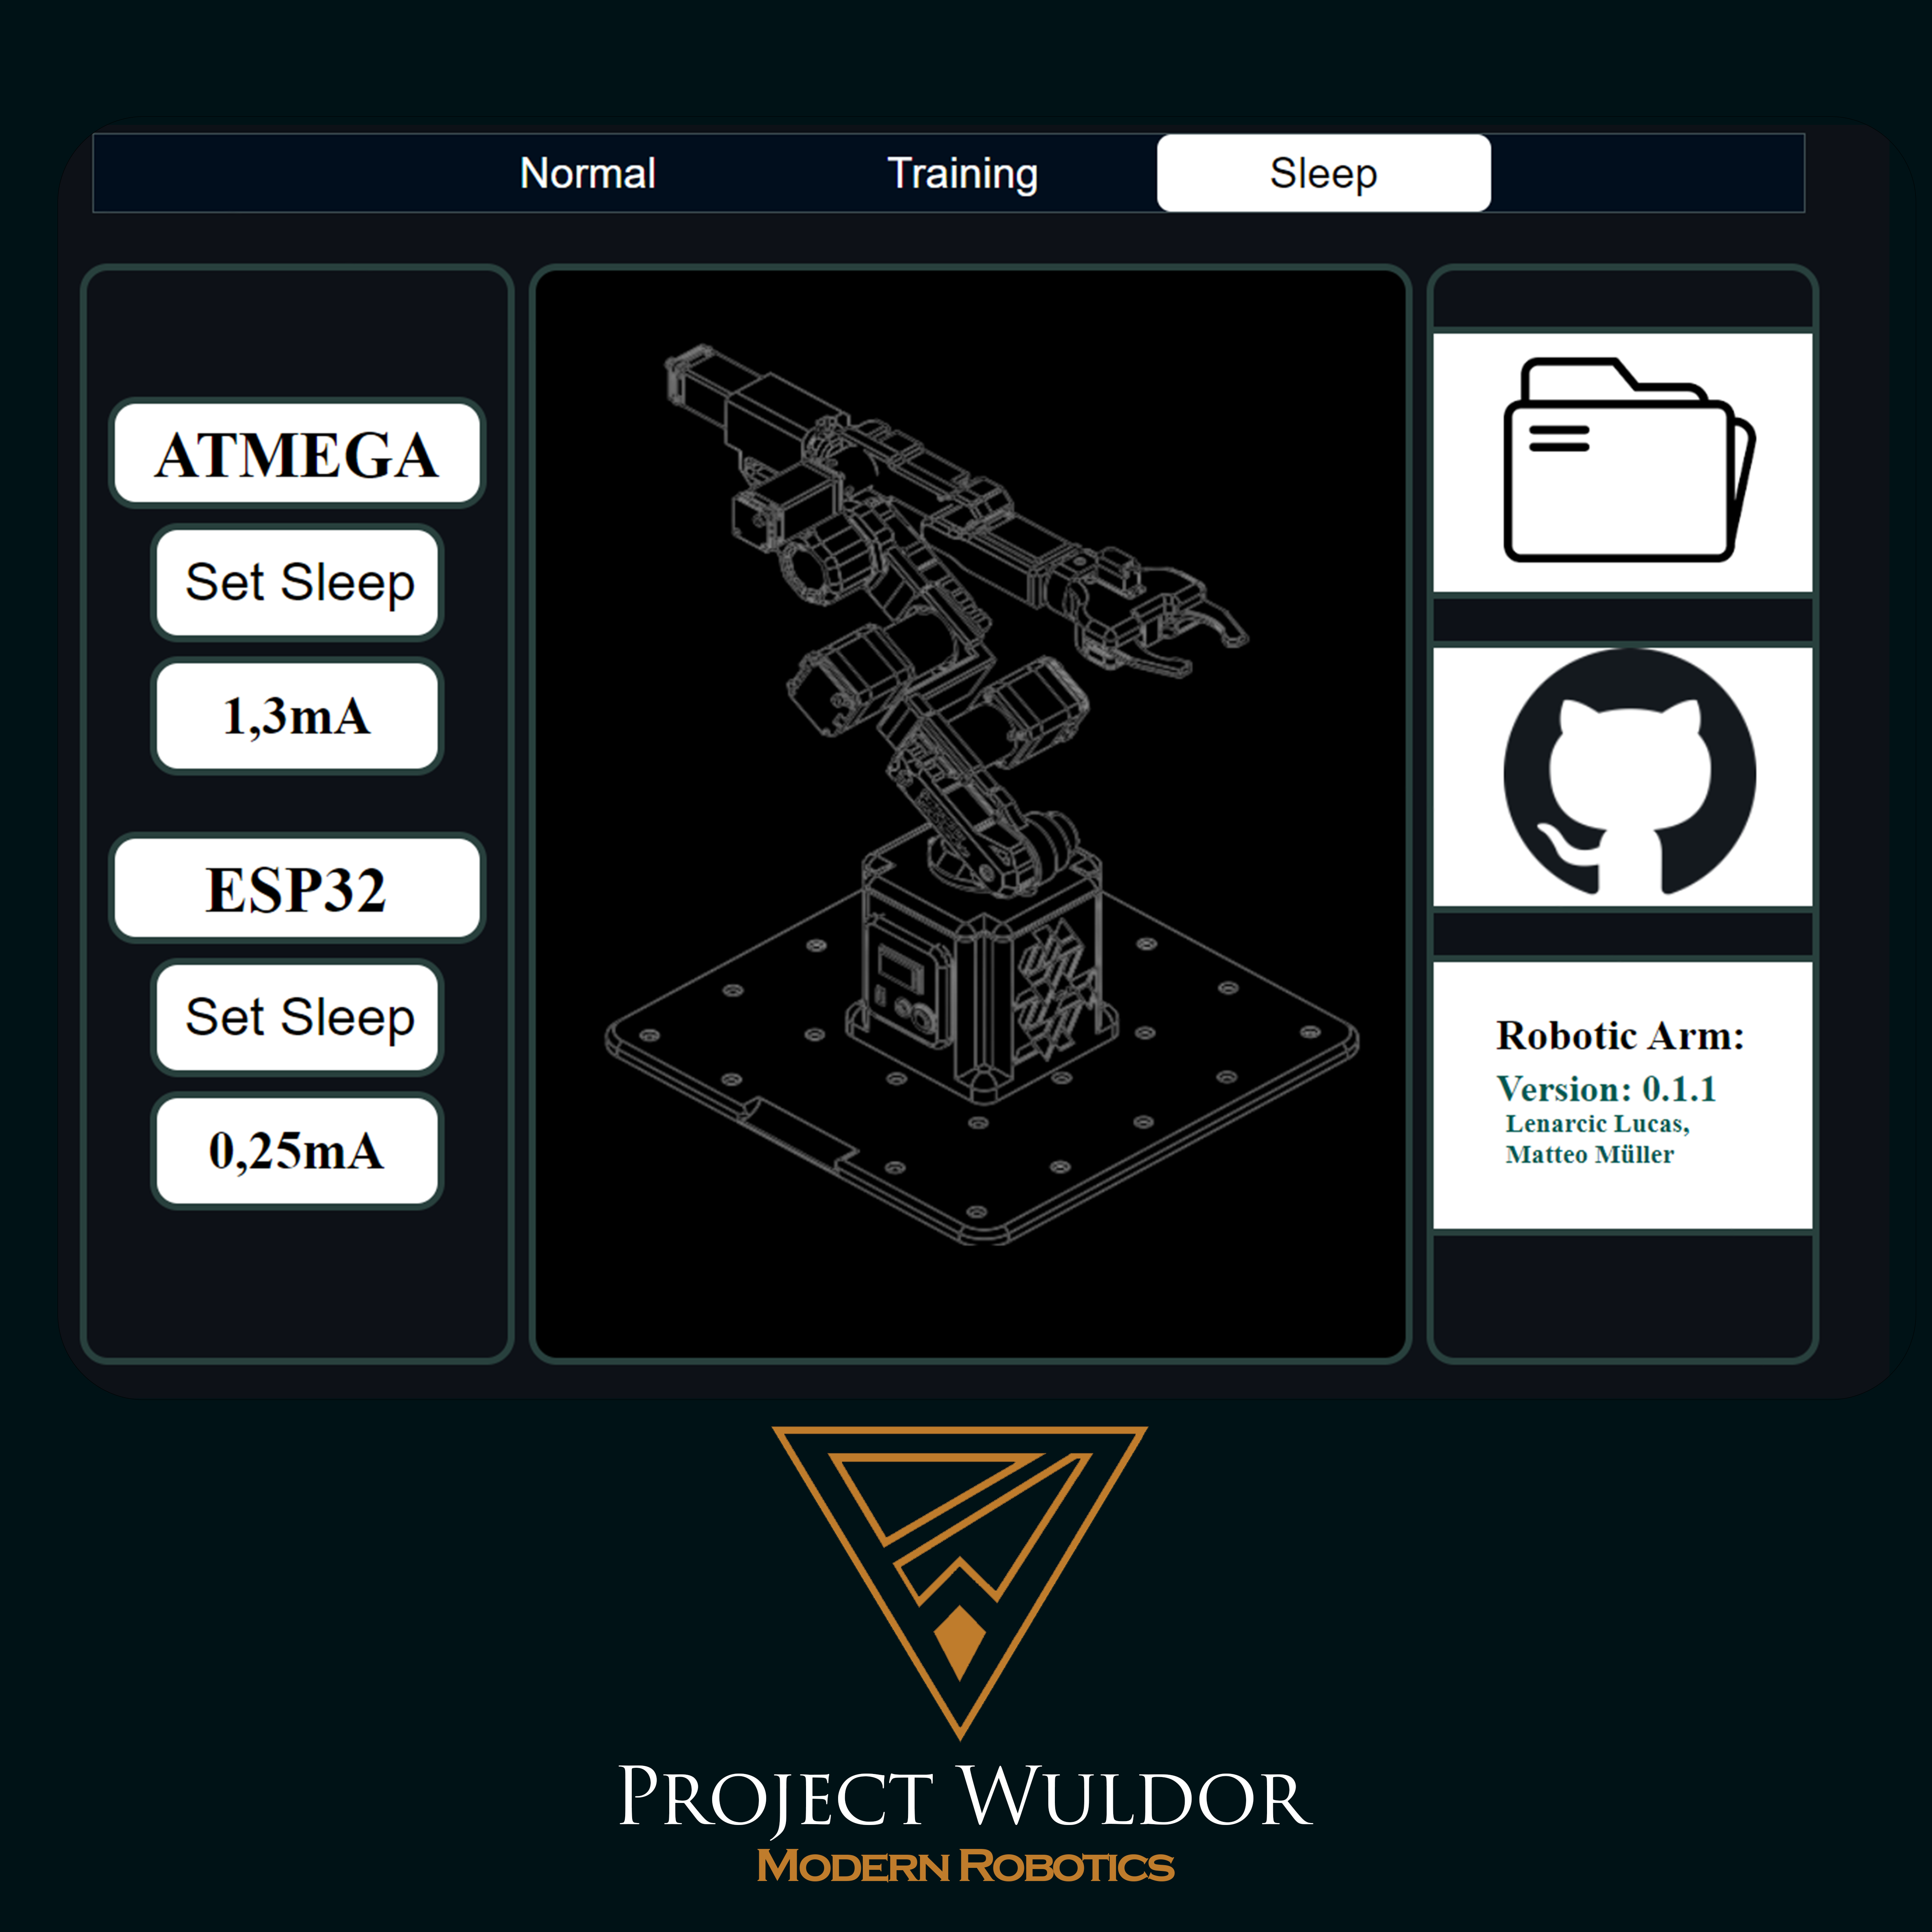 Normal
Training
Sleep
ATMEGA
Set Sleep
1,3mA
ESP32
Set Sleep
0,25mA
Robotic Arm:
Version: 0.1.1
Lenarcic Lucas,
Matteo Müller
PROJECT WULDOR
MODERN ROBOTICS